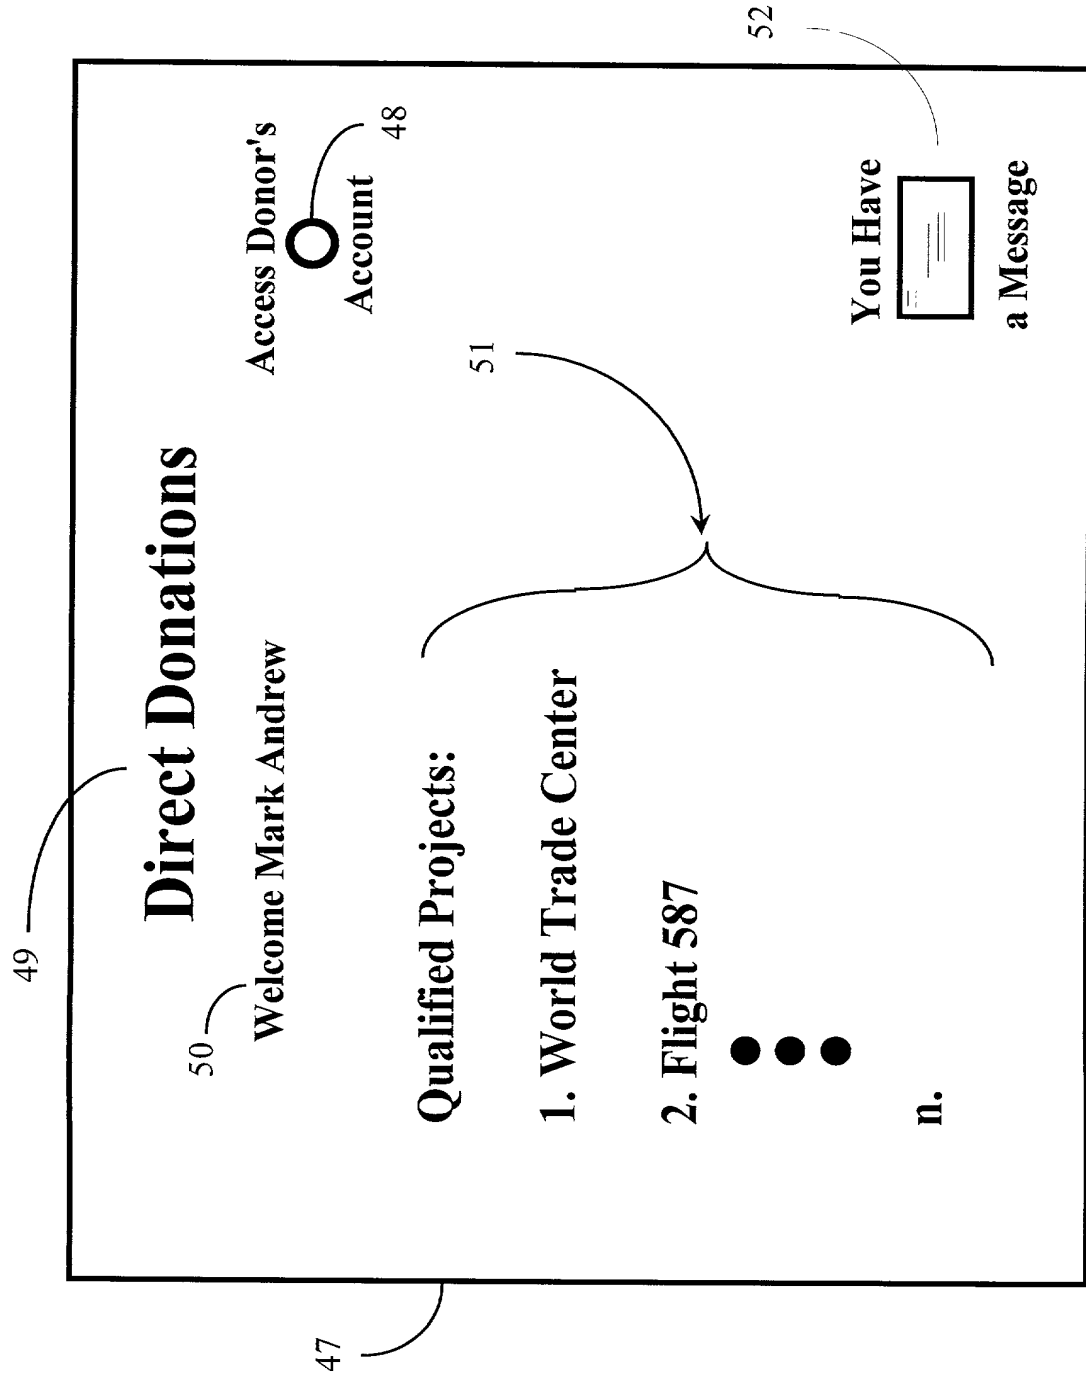 49
Direct Donations
50
Welcome Mark Andrew
Access Donor's
Account
48
Qualified Projects:
51
1. World Trade Center
2. Flight 587
n.
You Have
a Message
52
47